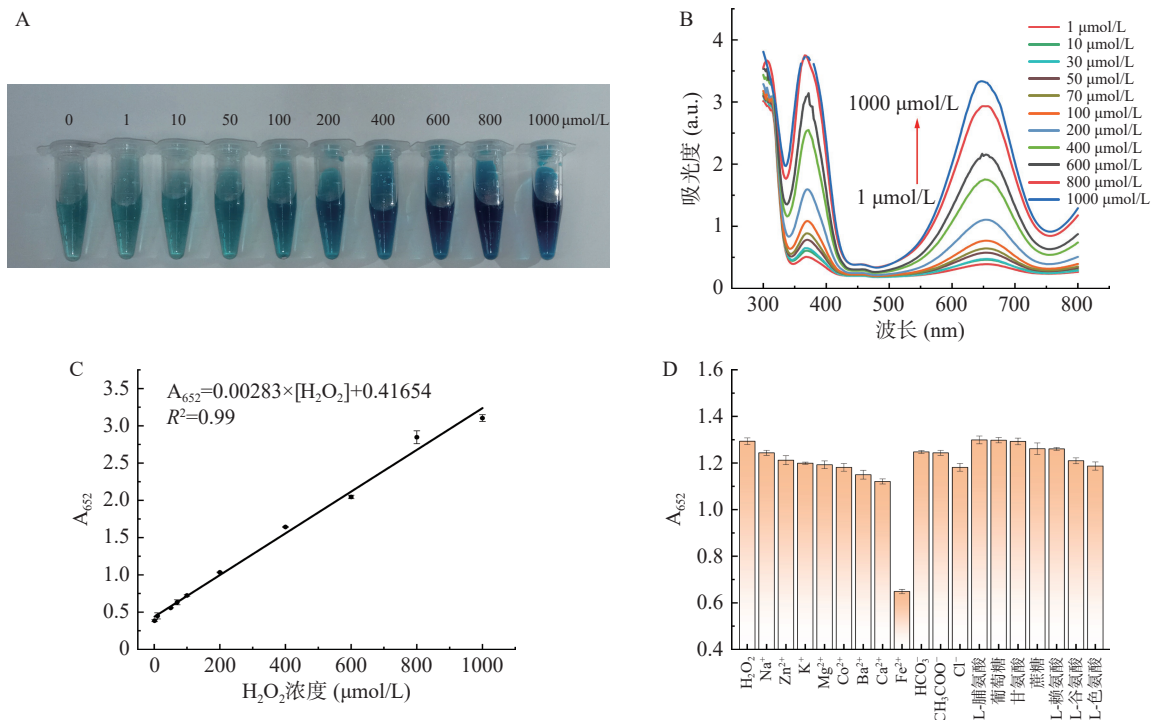 A
0 1 10 50 100 200 400 600 800 1000 μmol/L
B
吸光度 (a.u.)
4
3
2
1
0
300 400 500 600 700 800
波长 (nm)
1000 μmol/L
1 μmol/L
1 μmol/L
10 μmol/L
30 μmol/L
50 μmol/L
70 μmol/L
100 μmol/L
200 μmol/L
400 μmol/L
600 μmol/L
800 μmol/L
1000 μmol/L
C
A₆₅₂=0.00283×[H₂O₂]+0.41654
R²=0.99
A₆₅₂
3.5
3.0
2.5
2.0
1.5
1.0
0.5
0
0 200 400 600 800 1000
H₂O₂浓度 (μmol/L)
D
A₆₅₂
1.6
1.4
1.2
1.0
0.8
0.6
0.4
H₂O₂
Na⁺
Zn²⁺
K⁺
Mg²⁺
Co²⁺
Ba²⁺
Ca²⁺
Fe²⁺
HCO₃⁻
CH₃COO⁻
Cl⁻
L-脯氨酸
葡萄糖
甘氨酸
蔗糖
L-赖氨酸
L-谷氨酸
L-色氨酸